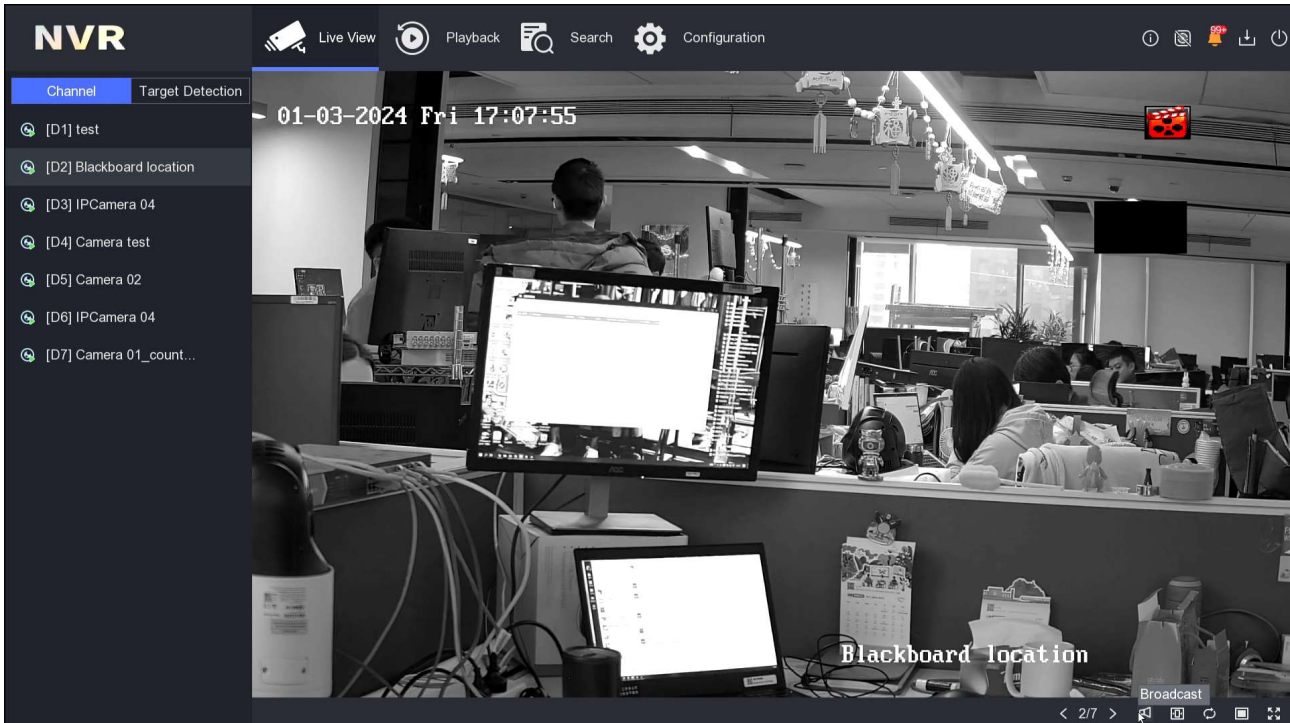 NVR
Live View
Playback
Search
Configuration
99+
Channel
Target Detection
[D1] test
[D2] Blackboard location
[D3] IPCamera 04
[D4] Camera test
[D5] Camera 02
[D6] IPCamera 04
[D7] Camera 01_count...
01-03-2024 Fri 17:07:55
AOC
Blackboard location
Broadcast
2/7